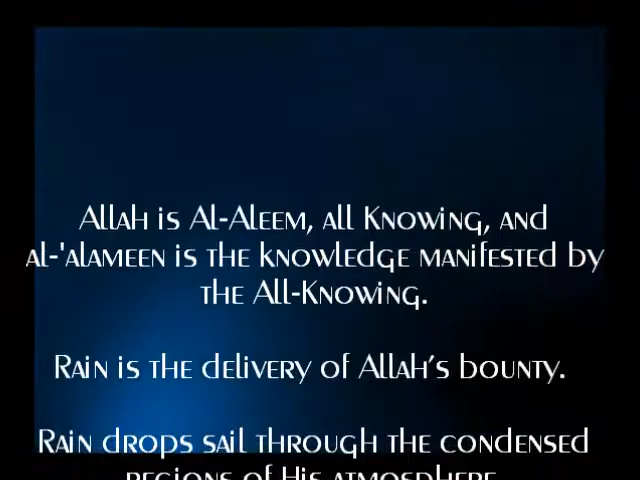 Allah is Al-Aleem, all Knowing, and
al-'alameen is the knowledge manifested by
the All-Knowing.
Rain is the delivery of Allah's bounty.
Rain drops sail through the condensed
regions of His atmosphere